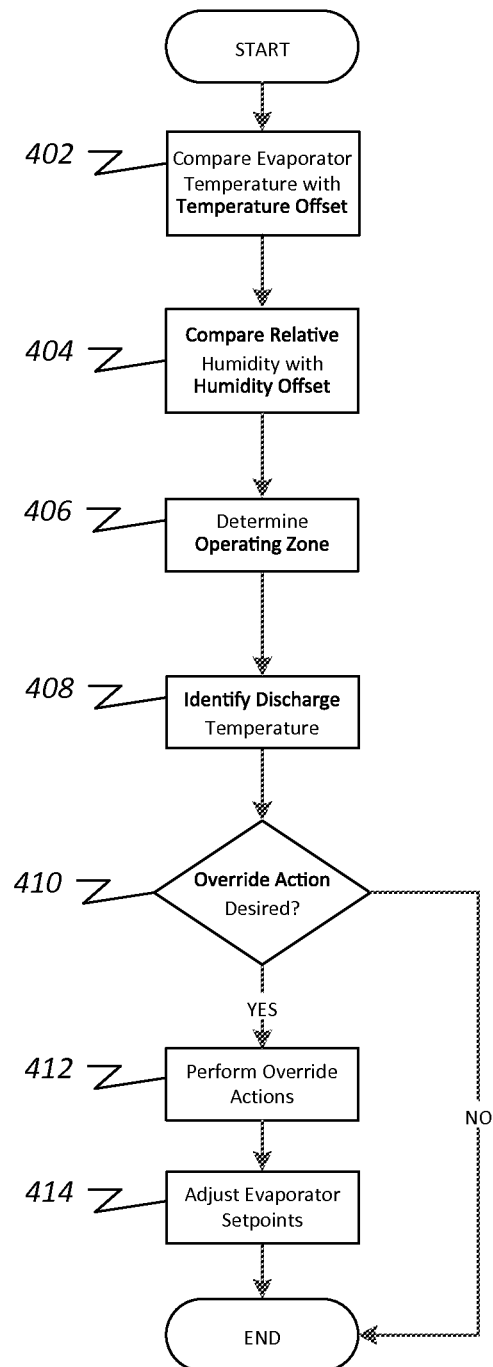 START
402
Compare Evaporator
Temperature with
Temperature Offset
404
Compare Relative
Humidity with
Humidity Offset
406
Determine
Operating Zone
408
Identify Discharge
Temperature
410
Override Action
Desired?
YES
412
Perform Override
Actions
NO
414
Adjust Evaporator
Setpoints
END